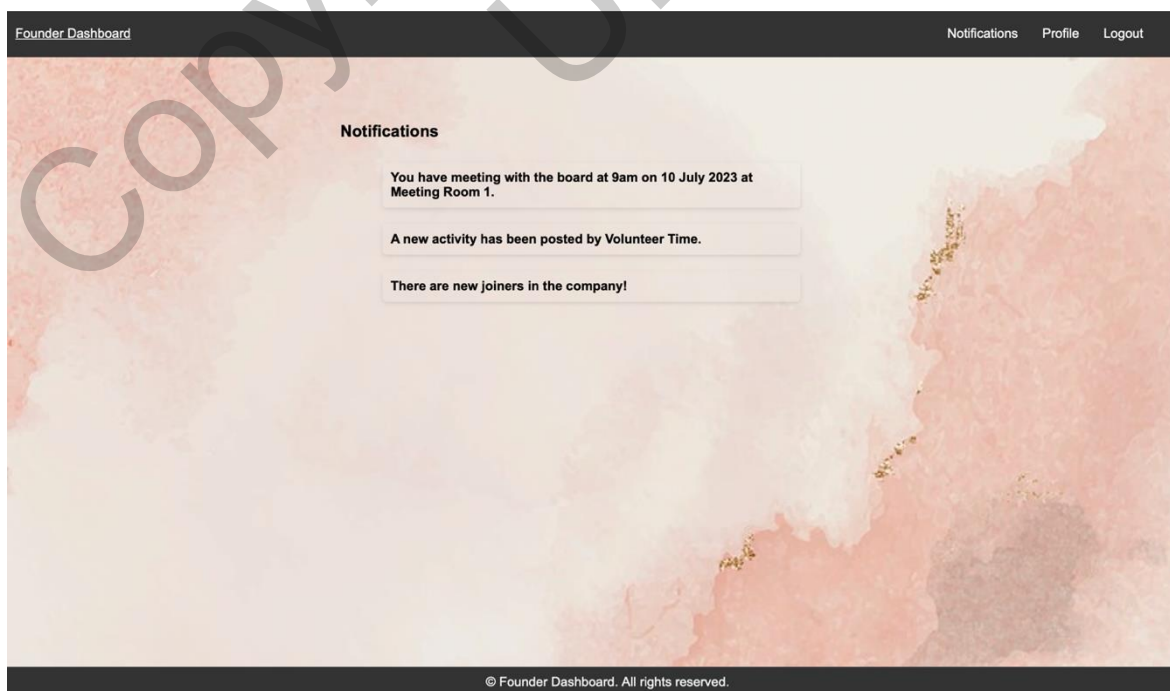 Founder Dashboard
Notifications Profile Logout
Notifications
You have meeting with the board at 9am on 10 July 2023 at
Meeting Room 1.
A new activity has been posted by Volunteer Time.
There are new joiners in the company!
© Founder Dashboard. All rights reserved.